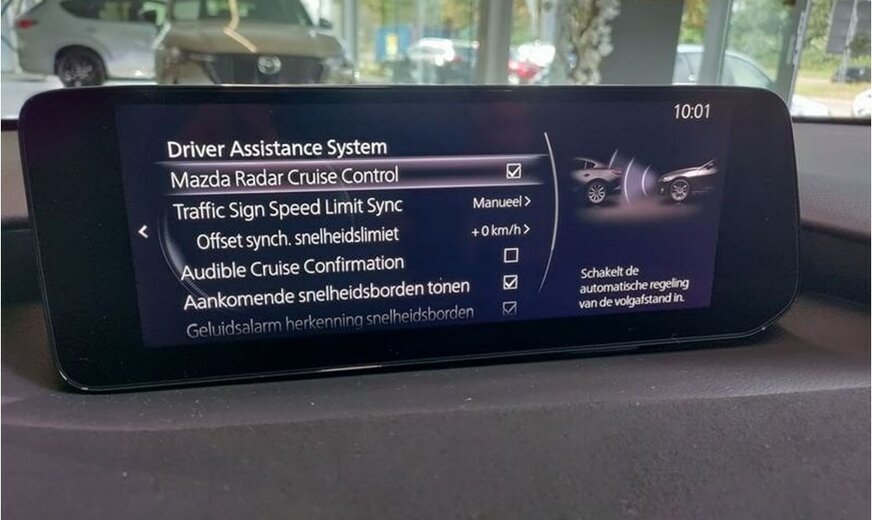 10:01
Driver Assistance System
Mazda Radar Cruise Control
Traffic Sign Speed Limit Sync Manueel >
Offset synch. snelheidslimiet + 0 km/h >
Audible Cruise Confirmation
Aankomende snelheidsborden tonen
Geluidsalarm herkenning snelheidsborden
Schakelt de
automatische regeling
van de volgafstand in.